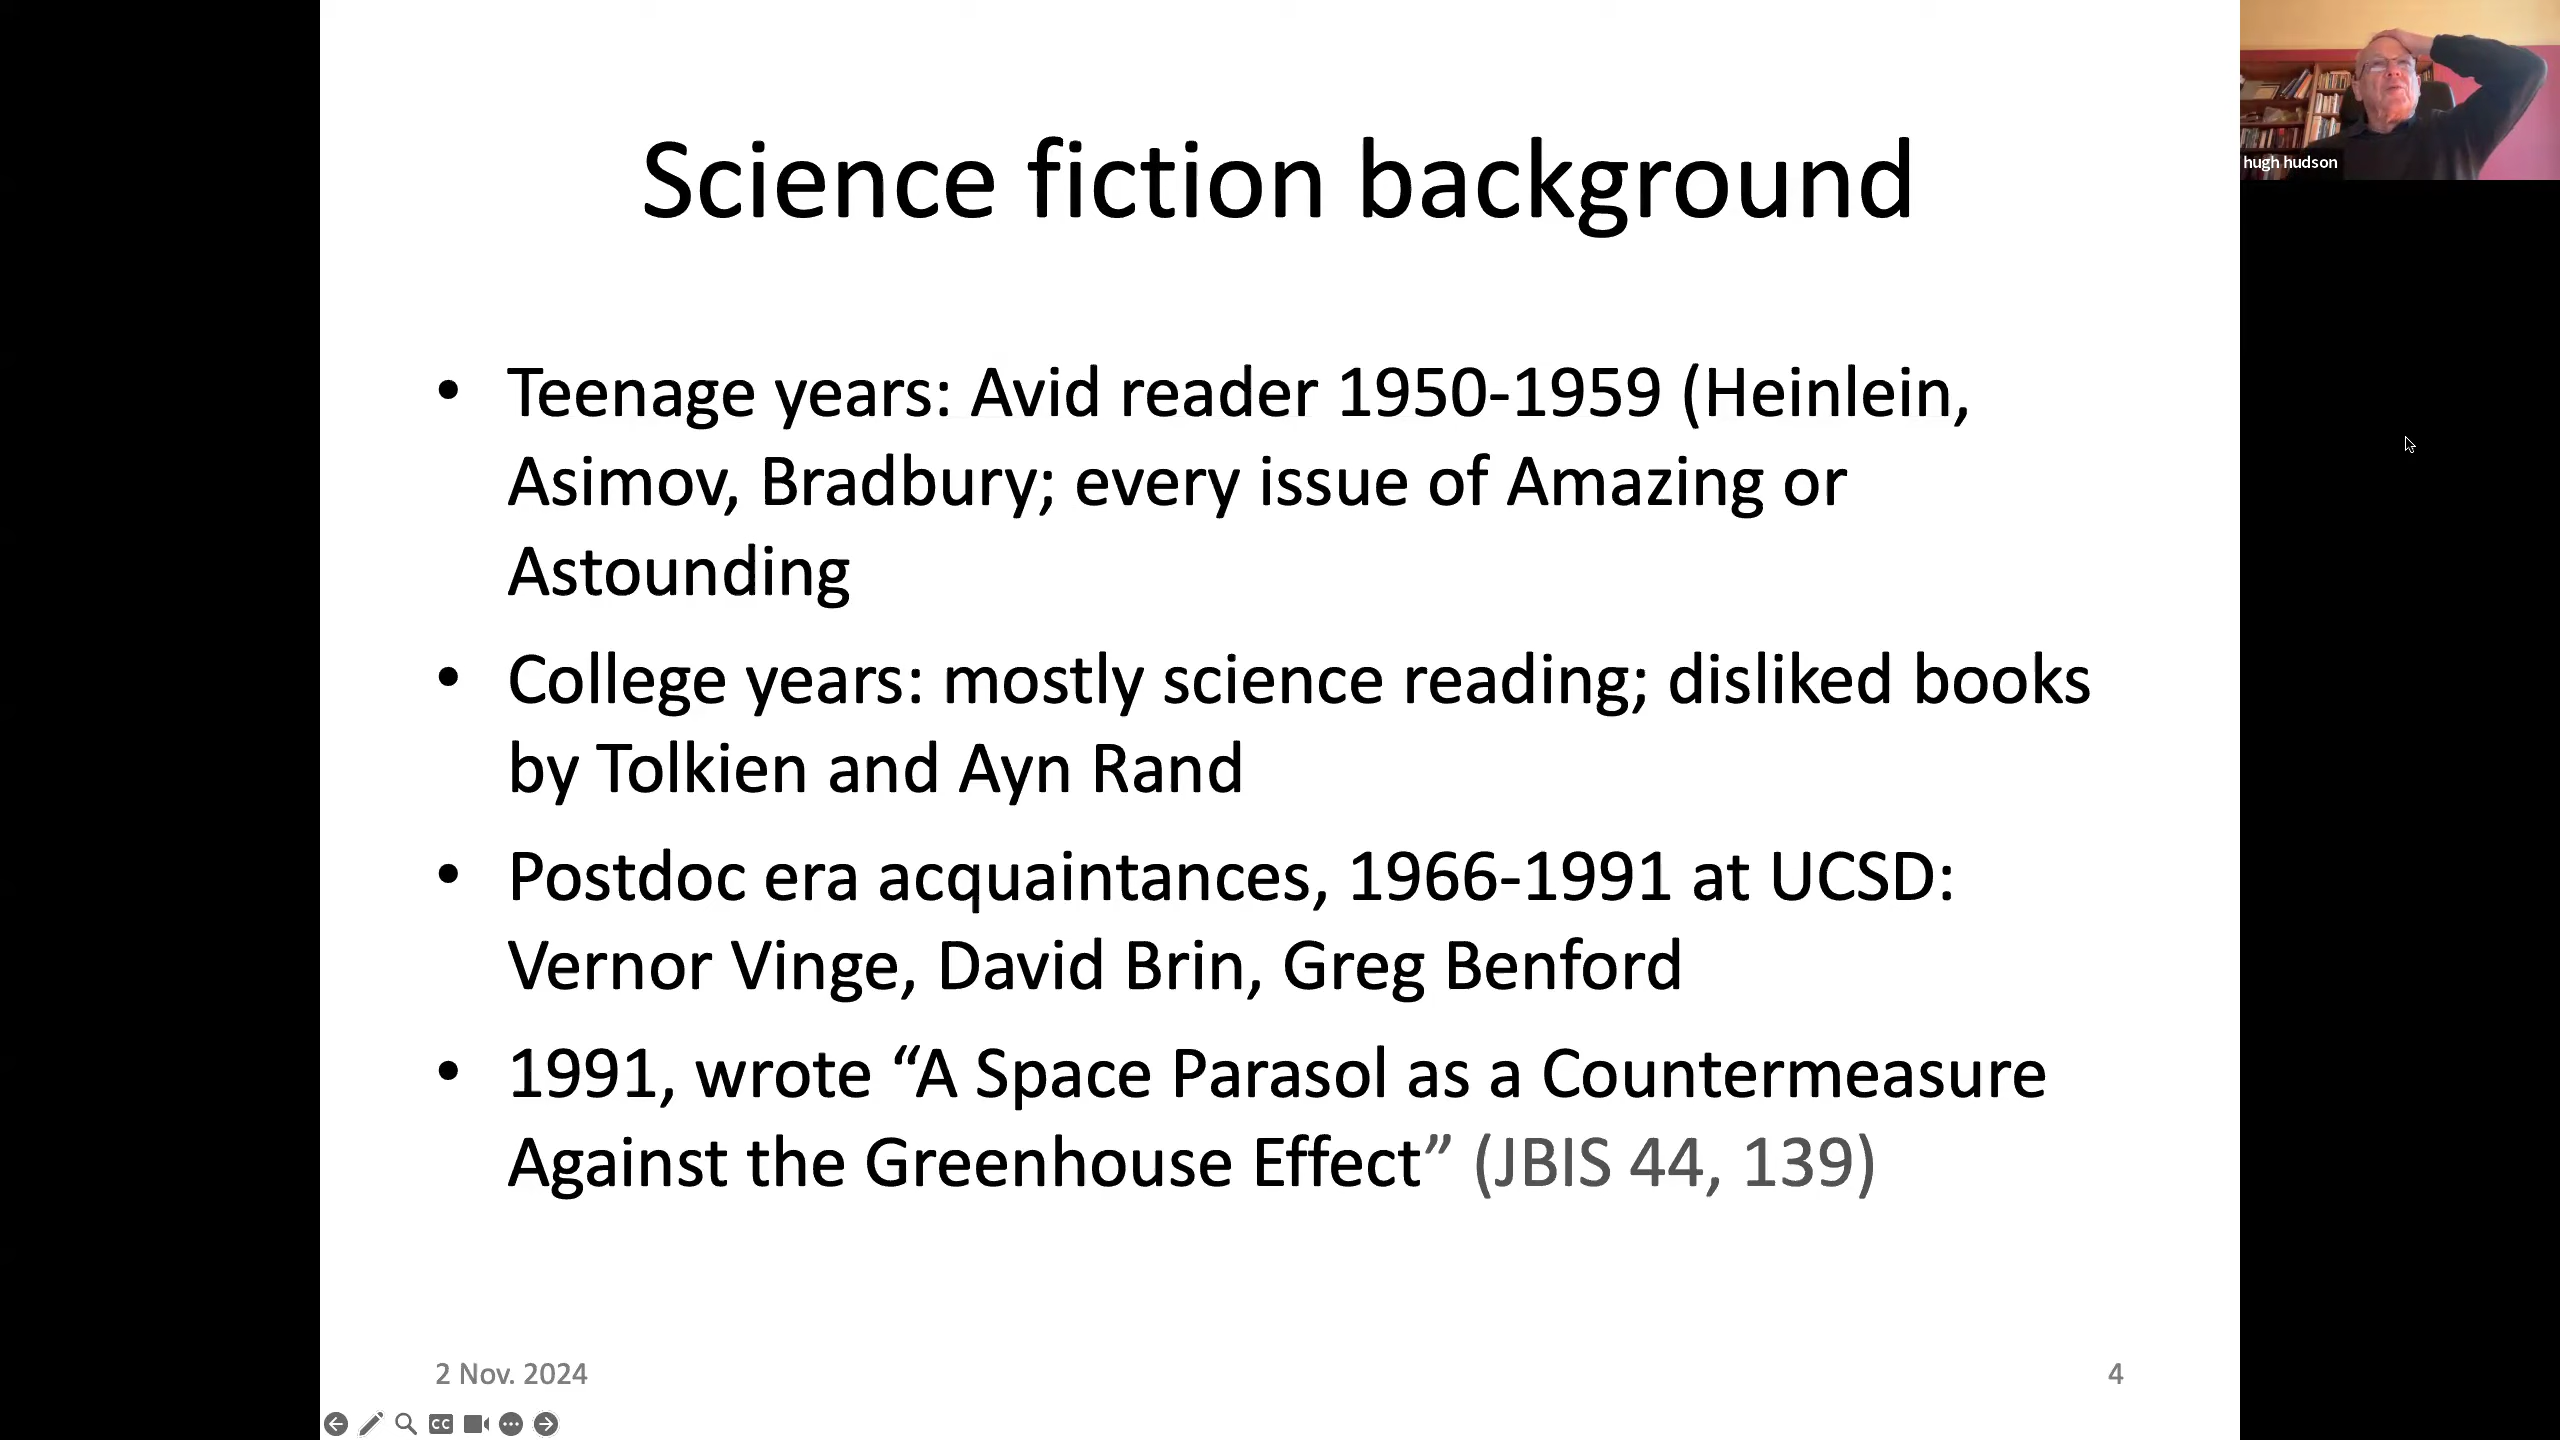 Science fiction background
hugh hudson
• Teenage years: Avid reader 1950-1959 (Heinlein,
Asimov, Bradbury; every issue of Amazing or
Astounding
• College years: mostly science reading; disliked books
by Tolkien and Ayn Rand
• Postdoc era acquaintances, 1966-1991 at UCSD:
Vernor Vinge, David Brin, Greg Benford
• 1991, wrote “A Space Parasol as a Countermeasure
Against the Greenhouse Effect” (JBIS 44, 139)
2 Nov. 2024
4
CC